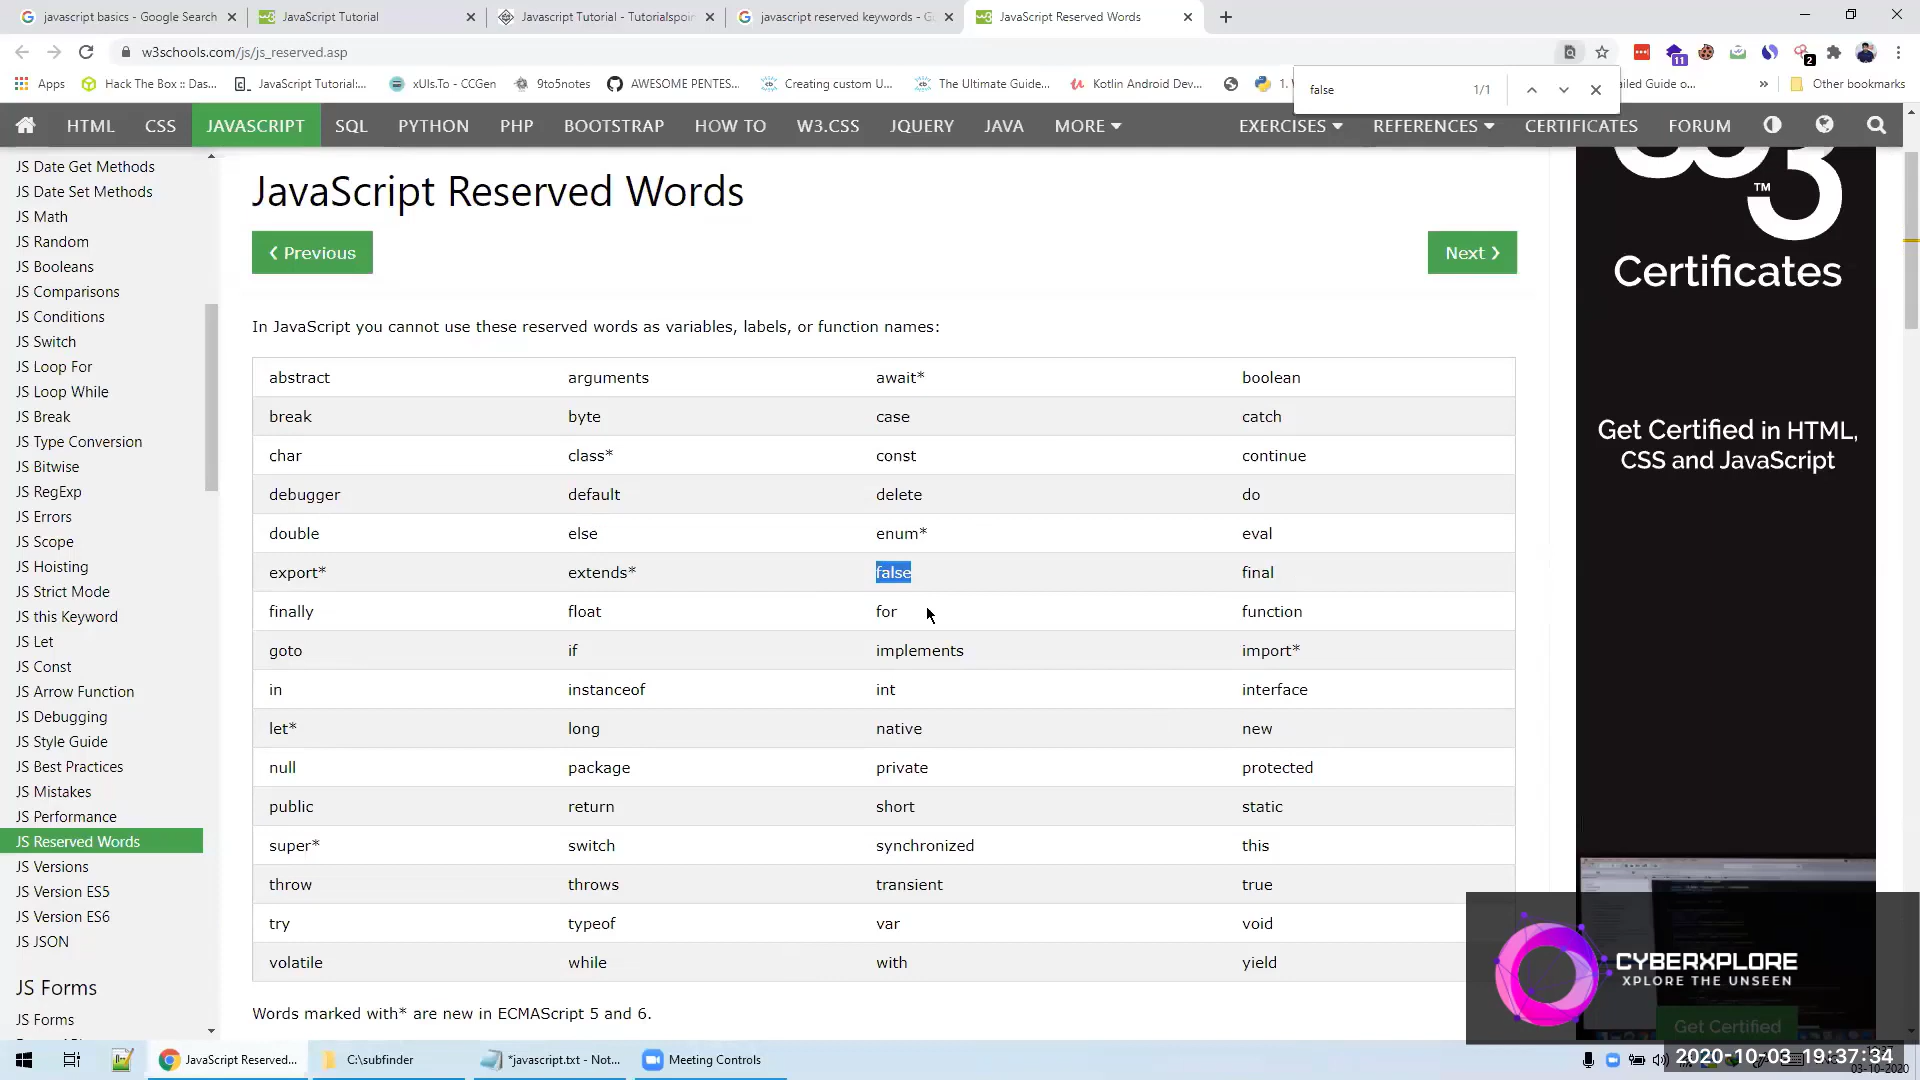 javascript basics - Google Search
JavaScript Tutorial
Javascript Tutorial - Tutorialspoin
javascript reserved keywords - G
JavaScript Reserved Words
w3schools.com/js/js_reserved.asp
11
2
Apps
Hack The Box :: Das...
JavaScript Tutorial:...
xUIs.To - CCGen
9to5notes
AWESOME PENTES...
Creating custom U...
The Ultimate Guide...
Kotlin Android Dev...
ailed Guide o...
»
Other bookmarks
false
1/1
HTML
CSS
JAVASCRIPT
SQL
PYTHON
PHP
BOOTSTRAP
HOW TO
W3.CSS
JQUERY
JAVA
MORE
EXERCISES
REFERENCES
CERTIFICATES
FORUM
JS Date Get Methods
JS Date Set Methods
JS Math
JS Random
JS Booleans
JS Comparisons
JS Conditions
JS Switch
JS Loop For
JS Loop While
JS Break
JS Type Conversion
JS Bitwise
JS RegExp
JS Errors
JS Scope
JS Hoisting
JS Strict Mode
JS this Keyword
JS Let
JS Const
JS Arrow Function
JS Debugging
JS Style Guide
JS Best Practices
JS Mistakes
JS Performance
JS Reserved Words
JS Versions
JS Version ES5
JS Version ES6
JS JSON
JS Forms
JS Forms
JavaScript Reserved Words
❮ Previous
Next ❯
In JavaScript you cannot use these reserved words as variables, labels, or function names:
abstract arguments await* boolean
break byte case catch
char class* const continue
debugger default delete do
double else enum* eval
export* extends* false final
finally float for function
goto if implements import*
in instanceof int interface
let* long native new
null package private protected
public return short static
super* switch synchronized this
throw throws transient true
try typeof var void
volatile while with yield
Words marked with* are new in ECMAScript 5 and 6.
™
Certificates
Get Certified in HTML,
CSS and JavaScript
CYBERXPLORE
XPLORE THE UNSEEN
Get Certified
JavaScript Reserved...
C:\subfinder
*javascript.txt - Not...
Meeting Controls
2020-10-03 19:37:34
03-10-2020